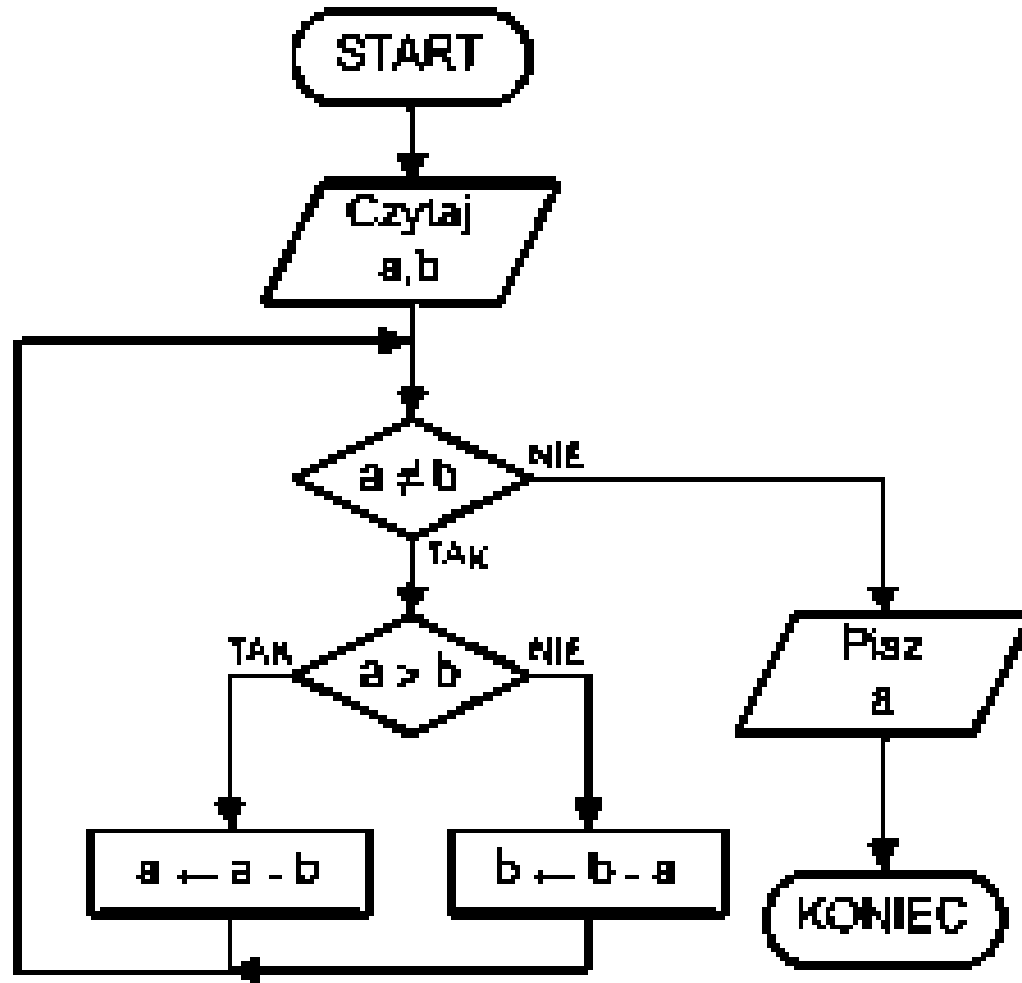 START
Czytaj
a,b
a ≠ b
NIE
TAK
a > b
TAK
NIE
Pisz
a
a ← a - b
b ← b - a
KONIEC